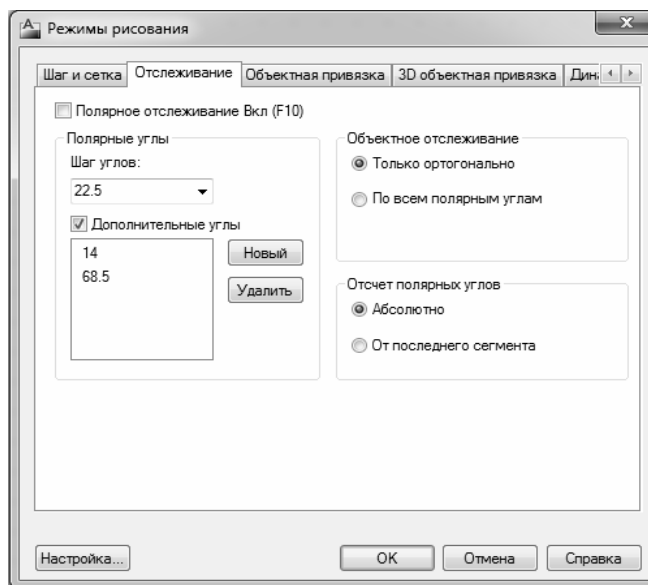 Режимы рисования
Шаг и сетка
Отслеживание
Объектная привязка
3D объектная привязка
Дин
Полярное отслеживание Вкл (F10)
Полярные углы
Шаг углов:
22.5
Дополнительные углы
14
68.5
Новый
Удалить
Объектное отслеживание
Только ортогонально
По всем полярным углам
Отсчет полярных углов
Абсолютно
От последнего сегмента
Настройка...
OK
Отмена
Справка